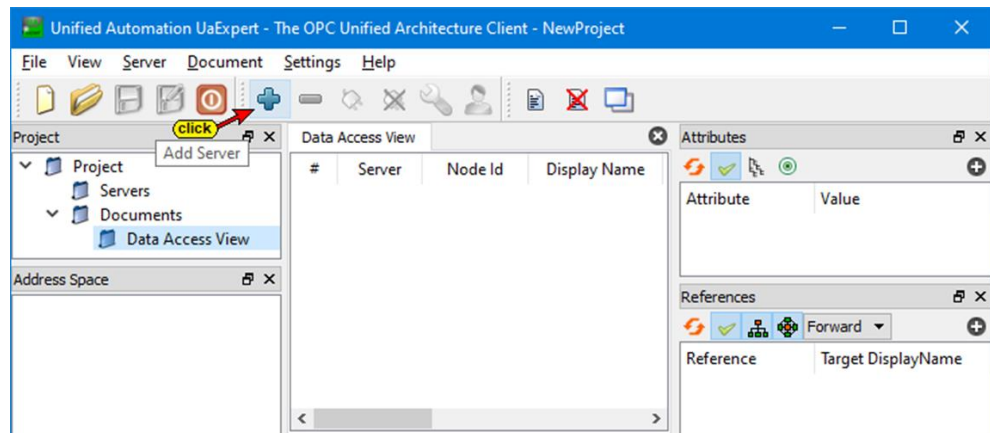 Unified Automation UaExpert - The OPC Unified Architecture Client - NewProject
File View Server Document Settings Help
click
Add Server
Project
Project
Servers
Documents
Data Access View
Address Space
Data Access View
# Server Node Id Display Name
Attributes
Attribute Value
References
Forward
Reference Target DisplayName